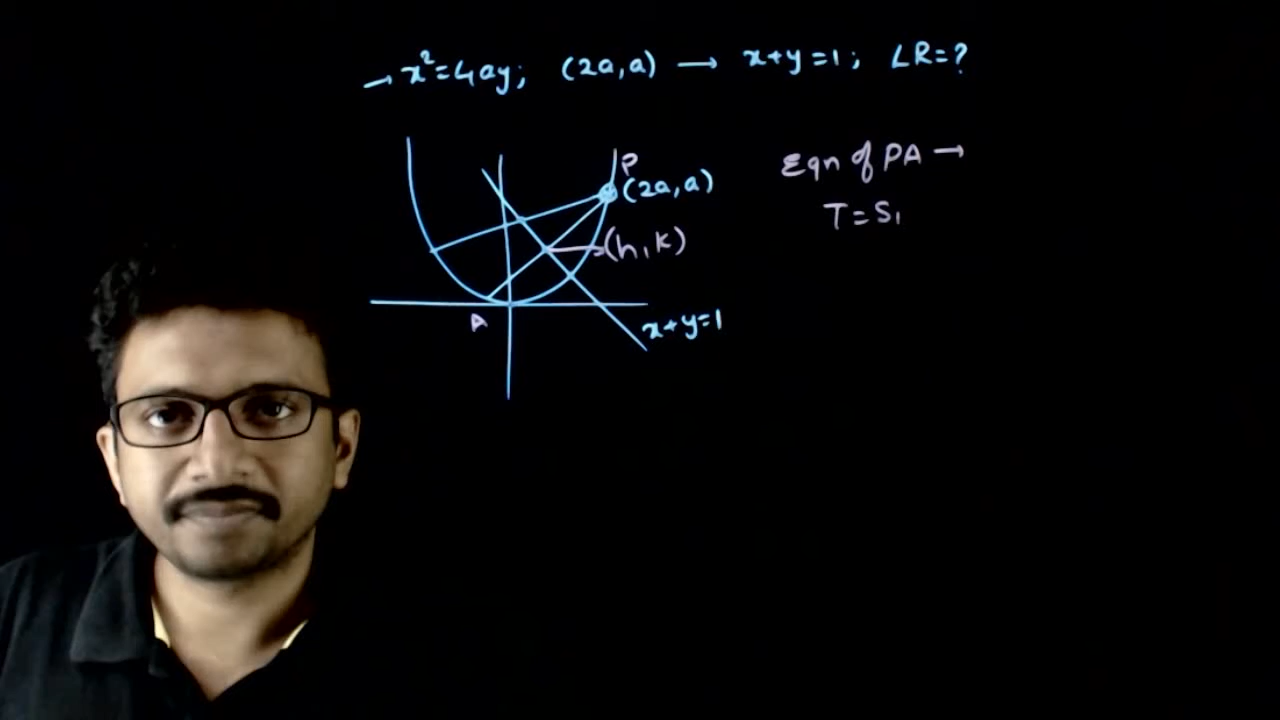 → x²=4ay; (2a,a) → x+y=1; LR=?
P
(2a,a)
(h,k)
A
x+y=1
Eqn of PA →
T=S₁